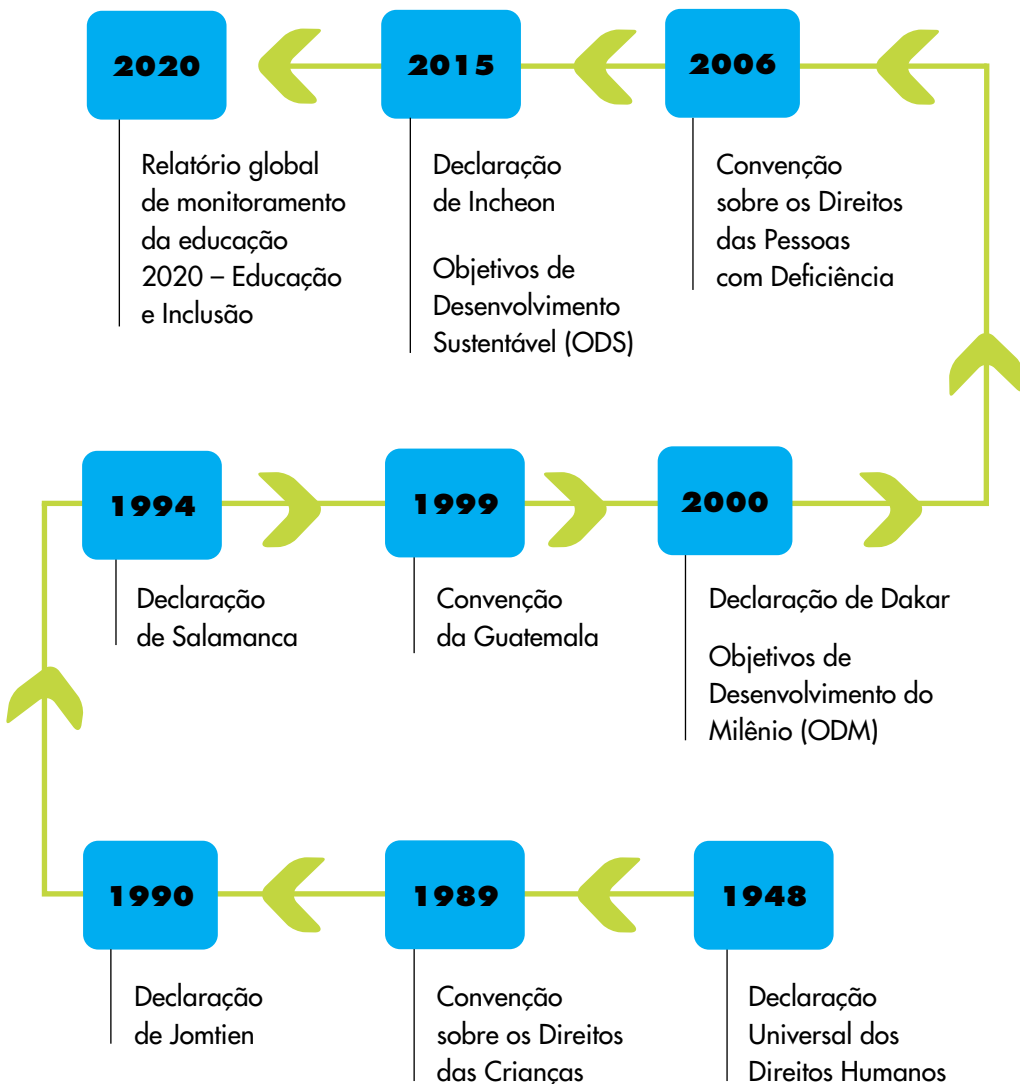 2020
Relatório global
de monitoramento
da educação
2020 – Educação
e Inclusão
2015
Declaração
de Incheon
Objetivos de
Desenvolvimento
Sustentável (ODS)
2006
Convenção
sobre os Direitos
das Pessoas
com Deficiência
1994
Declaração
de Salamanca
1999
Convenção
da Guatemala
2000
Declaração de Dakar
Objetivos de
Desenvolvimento do
Milênio (ODM)
1990
Declaração
de Jomtien
1989
Convenção
sobre os Direitos
das Crianças
1948
Declaração
Universal dos
Direitos Humanos